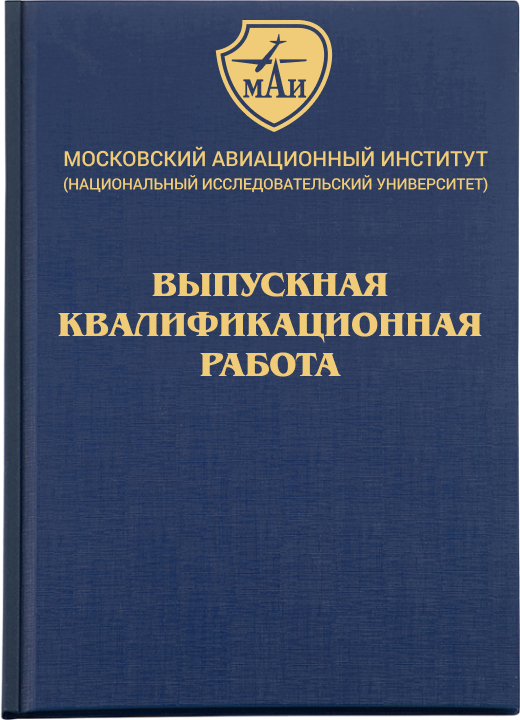 МАИ
МОСКОВСКИЙ АВИАЦИОННЫЙ ИНСТИТУТ
(НАЦИОНАЛЬНЫЙ ИССЛЕДОВАТЕЛЬСКИЙ УНИВЕРСИТЕТ)
ВЫПУСКНАЯ
КВАЛИФИКАЦИОННАЯ
РАБОТА